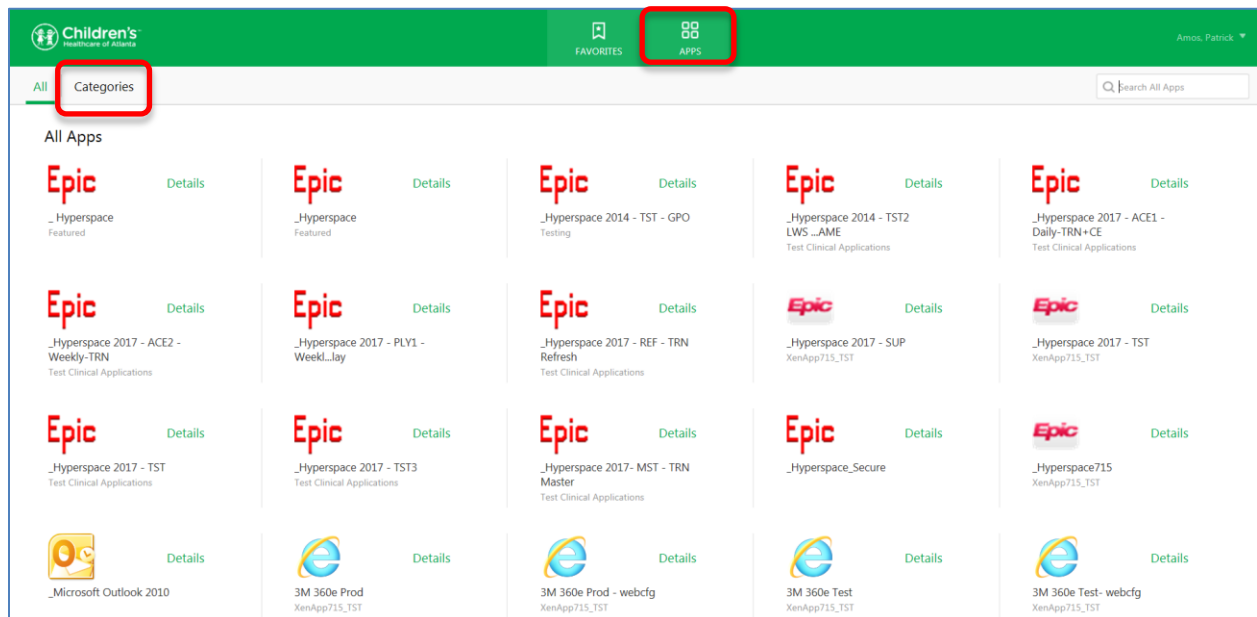 Children's™
Healthcare of Atlanta
FAVORITES
APPS
Amos, Patrick
All
Categories
Search All Apps
All Apps
Epic
Details
_ Hyperspace
Featured
Epic
Details
_Hyperspace
Featured
Epic
Details
_Hyperspace 2014 - TST - GPO
Testing
Epic
Details
_Hyperspace 2014 - TST2
LWS ...AME
Test Clinical Applications
Epic
Details
_Hyperspace 2017 - ACE1 -
Daily-TRN+CE
Test Clinical Applications
Epic
Details
_Hyperspace 2017 - ACE2 -
Weekly-TRN
Test Clinical Applications
Epic
Details
_Hyperspace 2017 - PLY1 -
Weekl...lay
Epic
Details
_Hyperspace 2017 - REF - TRN
Refresh
Test Clinical Applications
Epic
Details
_Hyperspace 2017 - SUP
XenApp715_TST
Epic
Details
_Hyperspace 2017 - TST
XenApp715_TST
Epic
Details
_Hyperspace 2017 - TST
Test Clinical Applications
Epic
Details
_Hyperspace 2017 - TST3
Test Clinical Applications
Epic
Details
_Hyperspace 2017- MST - TRN
Master
Test Clinical Applications
Epic
Details
_Hyperspace_Secure
Epic
Details
_Hyperspace715
XenApp715_TST
Details
_Microsoft Outlook 2010
Details
3M 360e Prod
XenApp715_TST
Details
3M 360e Prod - webcfg
XenApp715_TST
Details
3M 360e Test
XenApp715_TST
Details
3M 360e Test- webcfg
XenApp715_TST